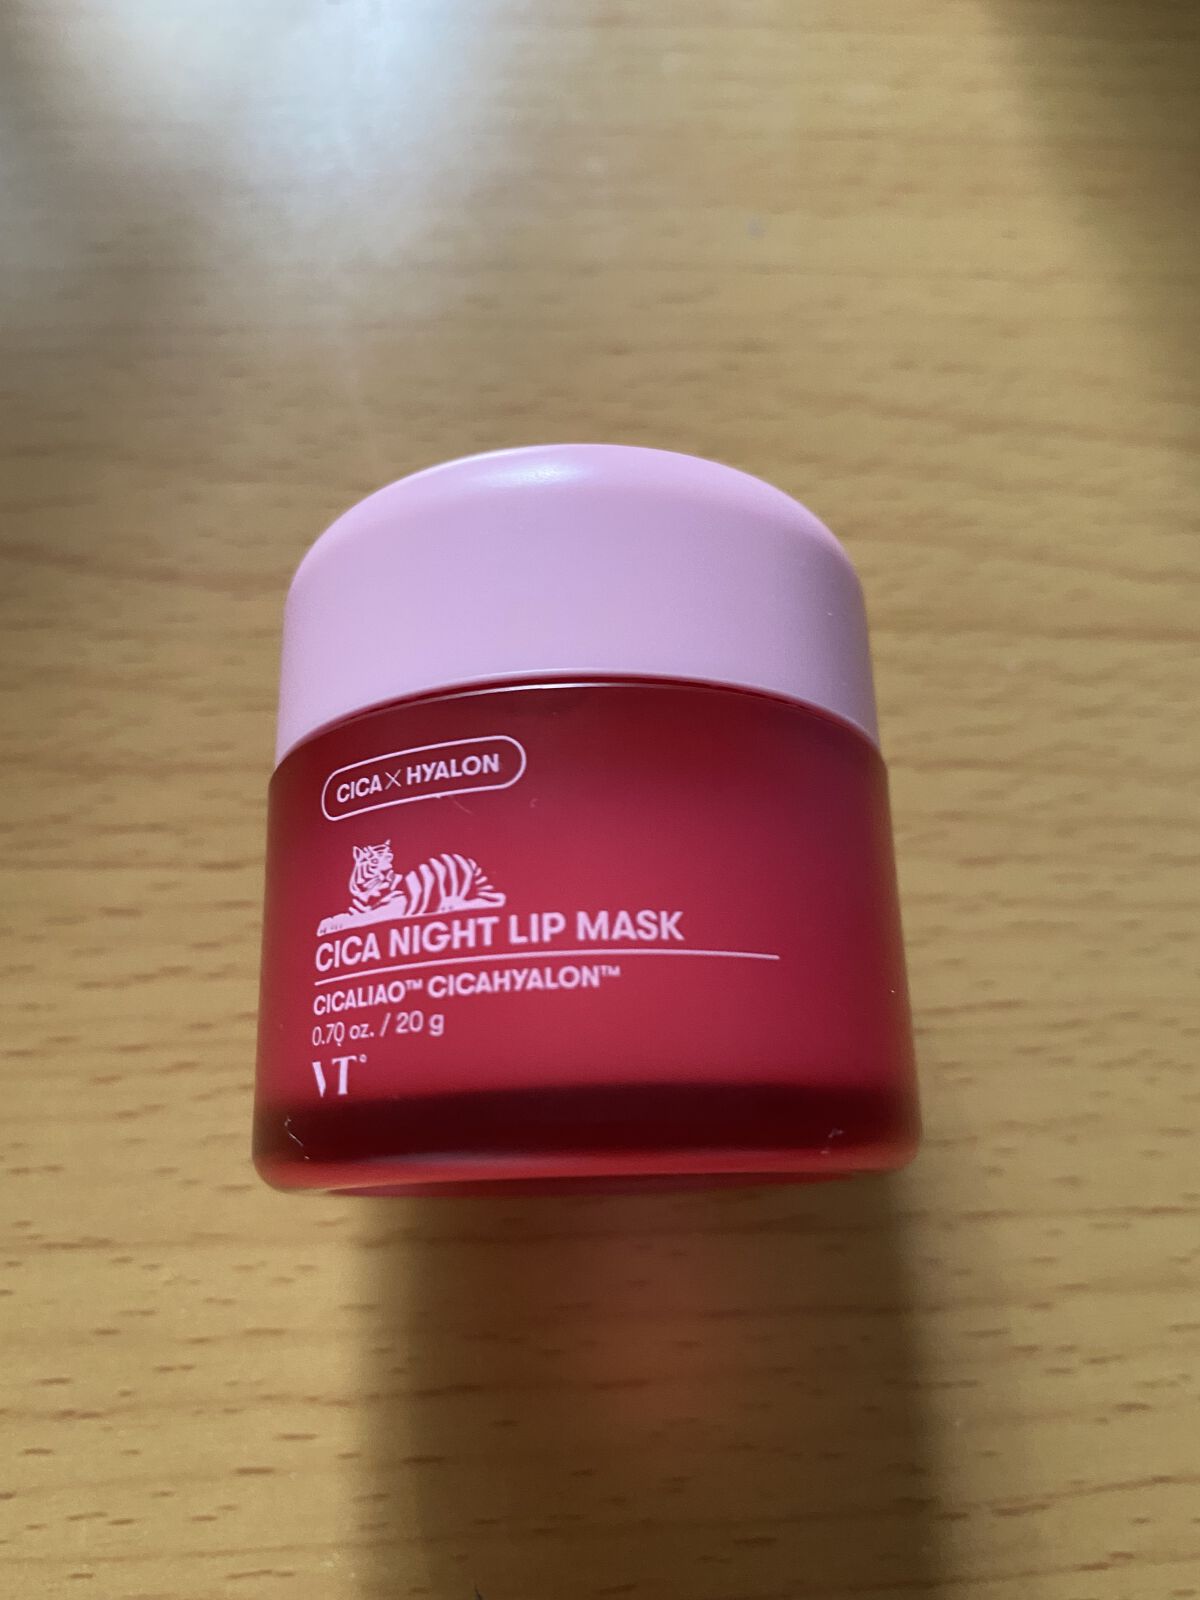 CICA×HYALON
CICA NIGHT LIP MASK
CICALIAO™ CICAHYALON™
0.70 oz. / 20 g
VT°